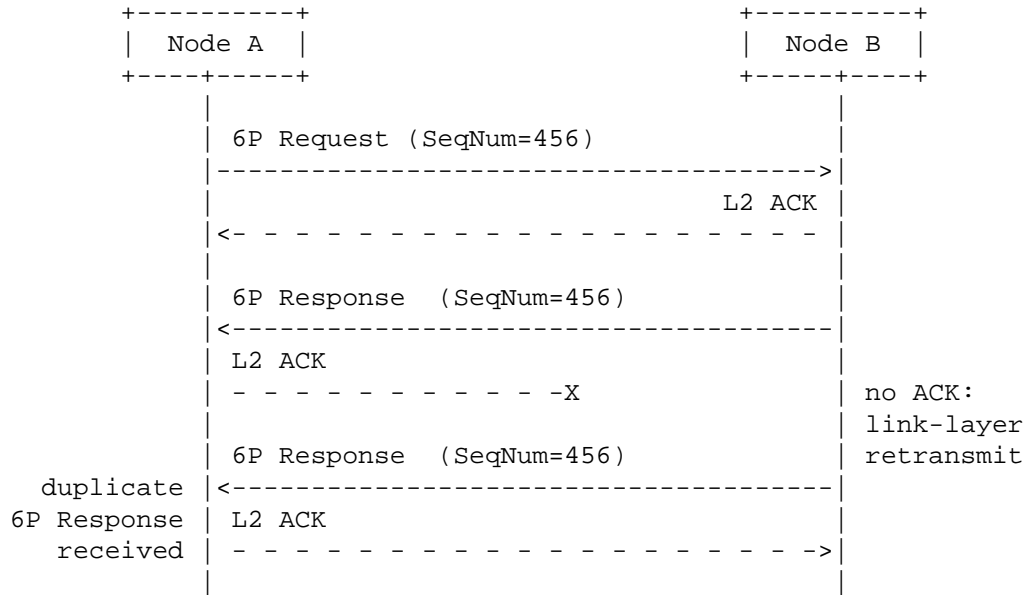 Node A Node B
6P Request (SeqNum=456)
L2 ACK
6P Response (SeqNum=456)
L2 ACK
X no ACK:
link-layer
6P Response (SeqNum=456) retransmit
duplicate
6P Response L2 ACK
received